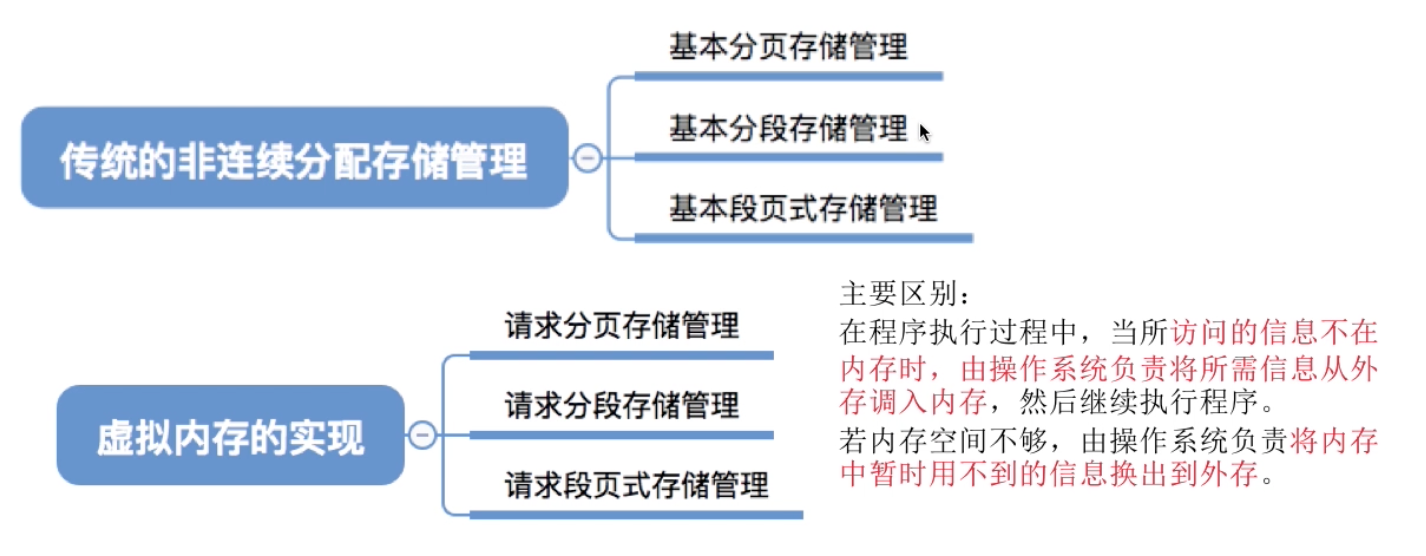 基本分页存储管理
基本分段存储管理
传统的非连续分配存储管理
基本段页式存储管理
请求分页存储管理
请求分段存储管理
虚拟内存的实现
请求段页式存储管理
主要区别：
在程序执行过程中，当所访问的信息不在
内存时，由操作系统负责将所需信息从外
存调入内存，然后继续执行程序。
若内存空间不够，由操作系统负责将内存
中暂时用不到的信息换出到外存。